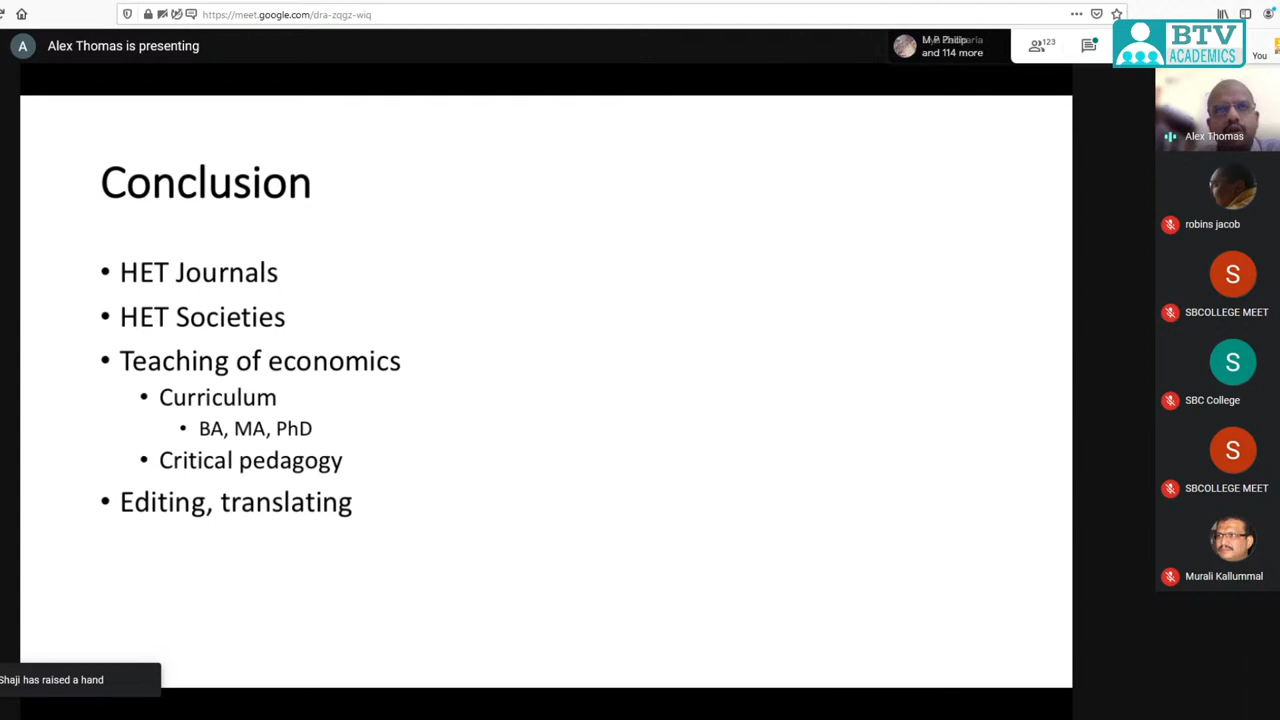 https://meet.google.com/dra-zqgz-wiq
A
Alex Thomas is presenting
M P Philip
and 114 more
123
BTV
ACADEMICS
You
Conclusion
• HET Journals
• HET Societies
• Teaching of economics
• Curriculum
• BA, MA, PhD
• Critical pedagogy
• Editing, translating
Alex Thomas
robins jacob
S
SBCOLLEGE MEET
S
SBC College
S
SBCOLLEGE MEET
Murali Kallummal
Shaji has raised a hand